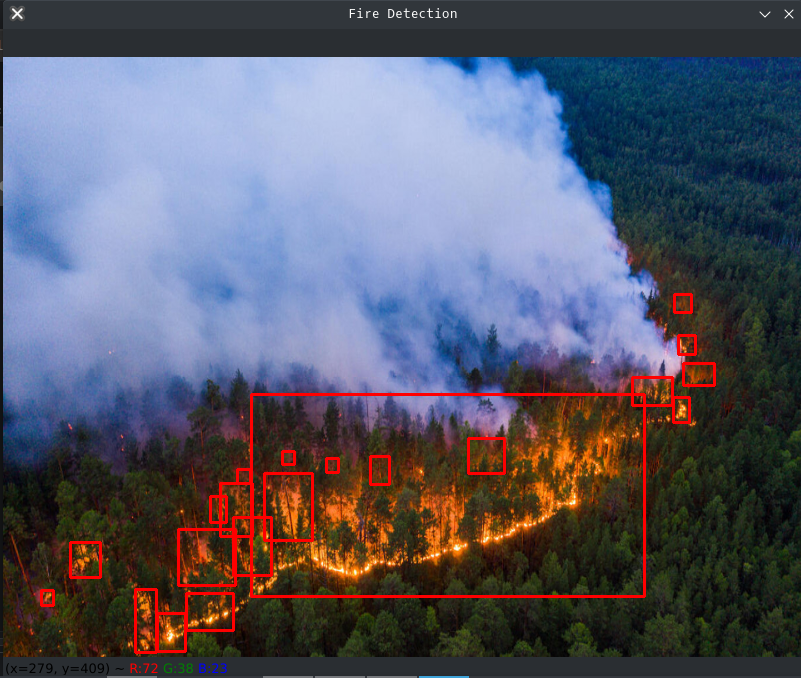 Fire Detection
(x=279, y=409) ~ R:72 G:38 B:23